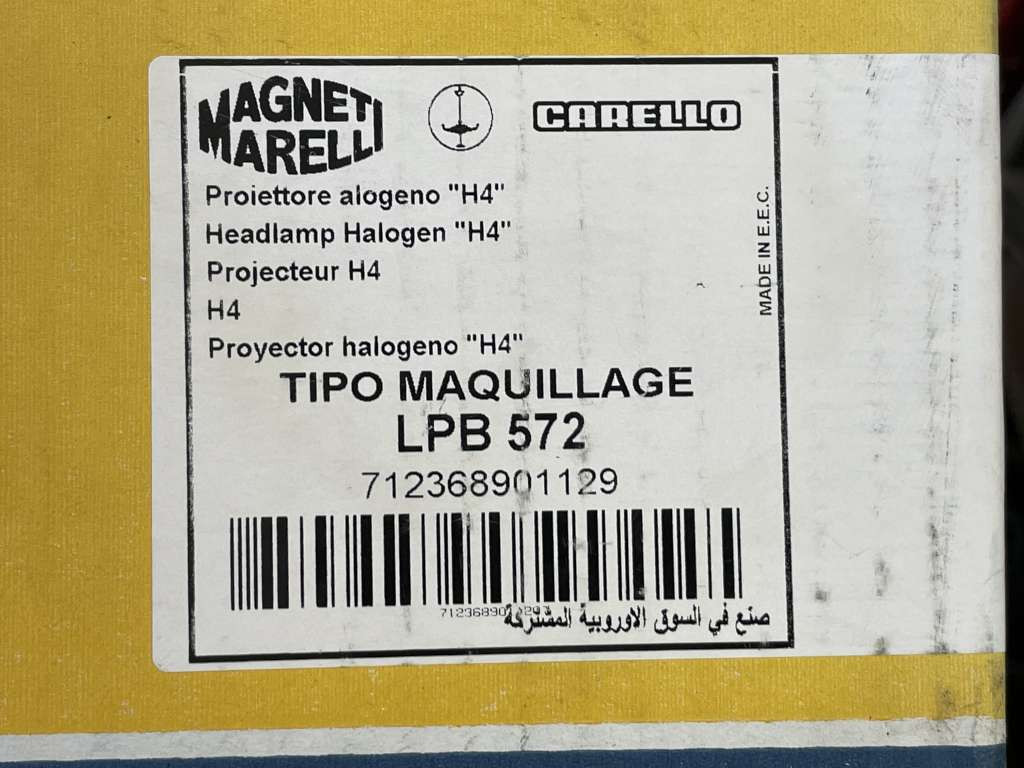 MAGNETI
MARELLI
CARELLO
Proiettore alogeno "H4"
Headlamp Halogen "H4"
Projecteur H4
H4
Proyector halogeno "H4"
MADE IN E.E.C.
TIPO MAQUILLAGE
LPB 572
712368901129
صنع في السوق الاوروبية المشتركة